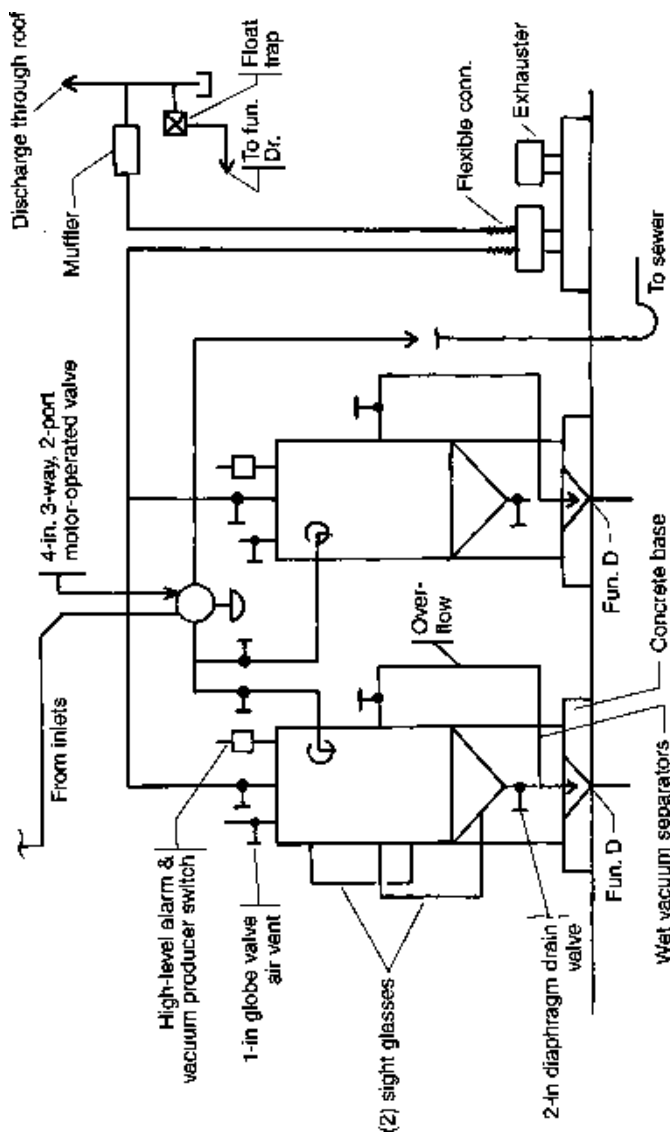 Discharge through roof
Muffler
Float
trap
To fun.
Dr.
Flexible conn.
Exhauster
To sewer
4-in. 3-way, 2-port
motor-operated valve
From inlets
High-level alarm &
vacuum producer switch
1-in globe valve
air vent
(2) sight glasses
Over-
flow
2-in diaphragm drain
valve
Fun. D
Fun. D
Concrete base
Wet vacuum separators